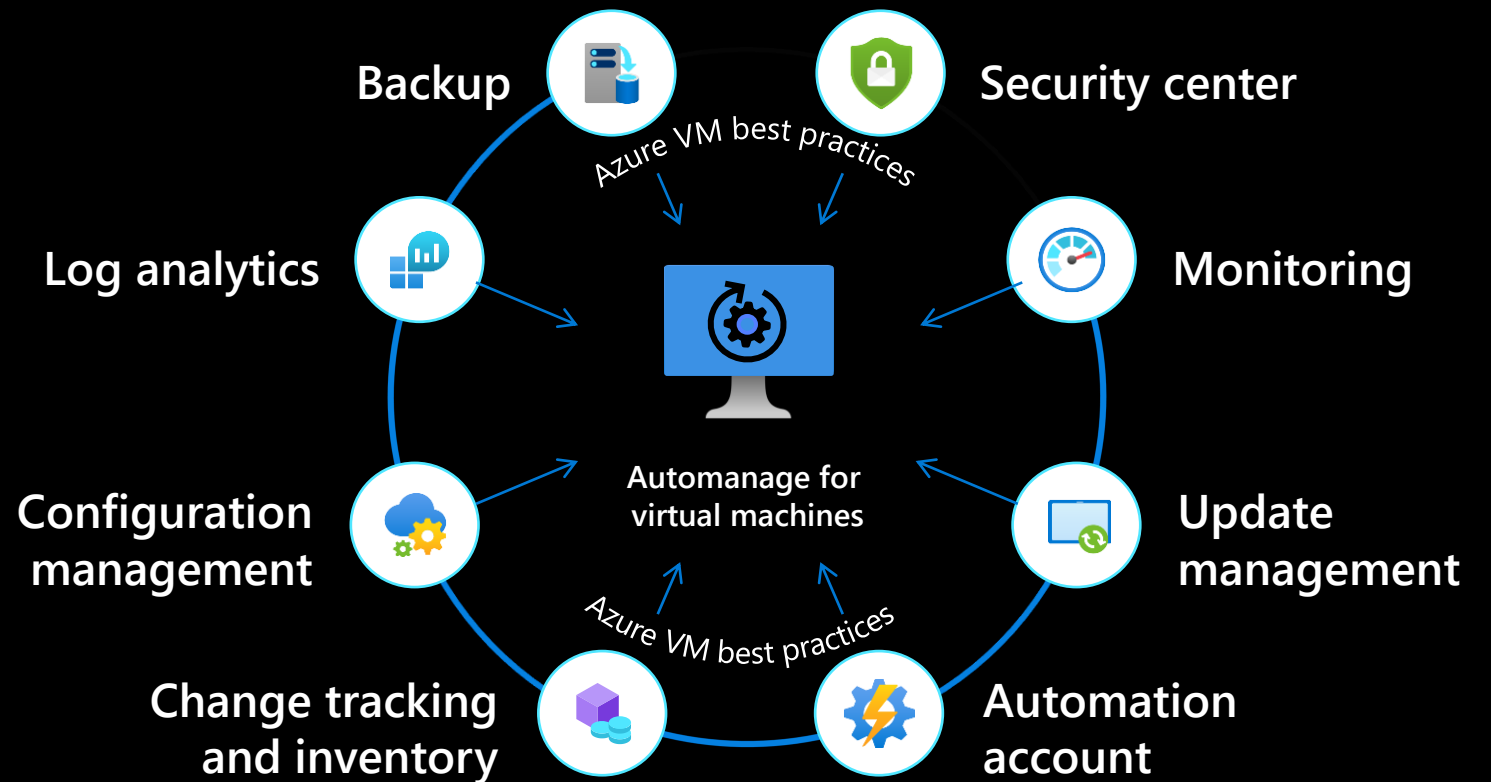 Backup
Security center
Azure VM best practices
Log analytics
Monitoring
Automanage for
virtual machines
Configuration
management
Update
management
Azure VM best practices
Change tracking
and inventory
Automation
account